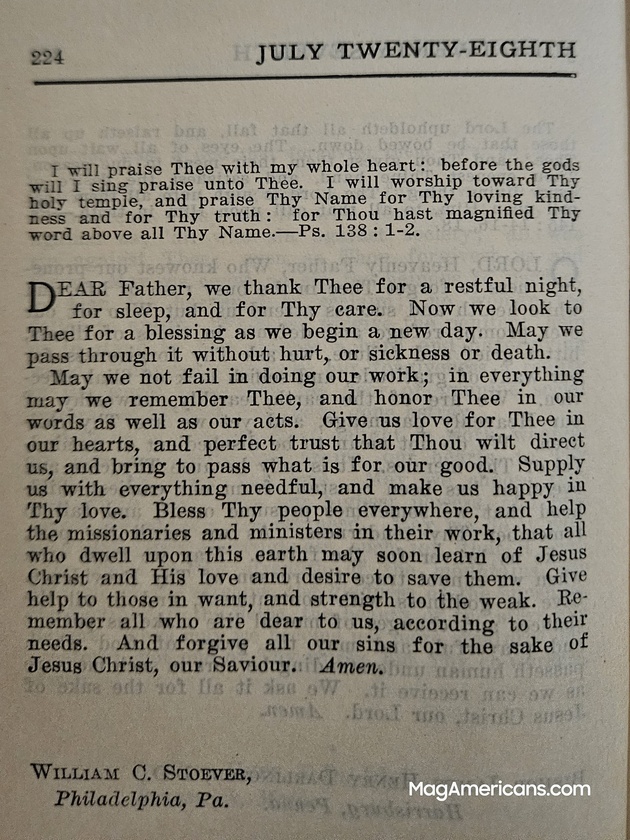 224
JULY TWENTY-EIGHTH
I will praise Thee with my whole heart: before the gods
will I sing praise unto Thee. I will worship toward Thy
holy temple, and praise Thy Name for Thy loving kind-
ness and for Thy truth: for Thou hast magnified Thy
word above all Thy Name.—Ps. 138: 1-2.
DEAR Father, we thank Thee for a restful night,
for sleep, and for Thy care. Now we look to
Thee for a blessing as we begin a new day. May we
pass through it without hurt, or sickness or death.
May we not fail in doing our work; in everything
may we remember Thee, and honor Thee in our
words as well as our acts. Give us love for Thee in
our hearts, and perfect trust that Thou wilt direct
us, and bring to pass what is for our good. Supply
us with everything needful, and make us happy in
Thy love. Bless Thy people everywhere, and help
the missionaries and ministers in their work, that all
who dwell upon this earth may soon learn of Jesus
Christ and His love and desire to save them. Give
help to those in want, and strength to the weak. Re-
member all who are dear to us, according to their
needs. And forgive all our sins for the sake of
Jesus Christ, our Saviour. Amen.
WILLIAM C. STOEVER,
Philadelphia, Pa.
MagAmericans.com